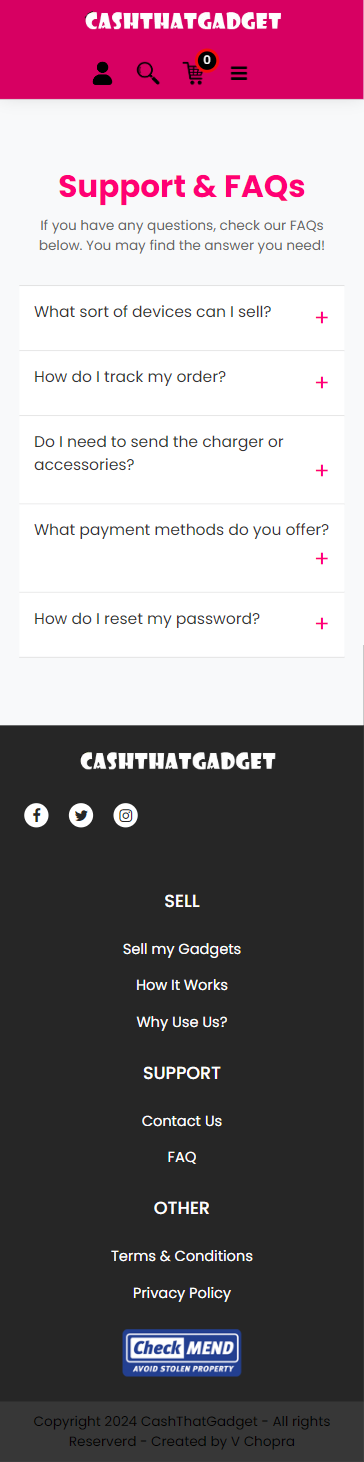 CASHTHATGADGET
0
Support & FAQs
If you have any questions, check our FAQs
below. You may find the answer you need!
What sort of devices can I sell?
+
How do I track my order?
+
Do I need to send the charger or
accessories?
+
What payment methods do you offer?
+
How do I reset my password?
+
CASHTHATGADGET
SELL
Sell my Gadgets
How It Works
Why Use Us?
SUPPORT
Contact Us
FAQ
OTHER
Terms & Conditions
Privacy Policy
CheckMEND
AVOID STOLEN PROPERTY
Copyright 2024 CashThatGadget - All rights
Reserverd - Created by V Chopra